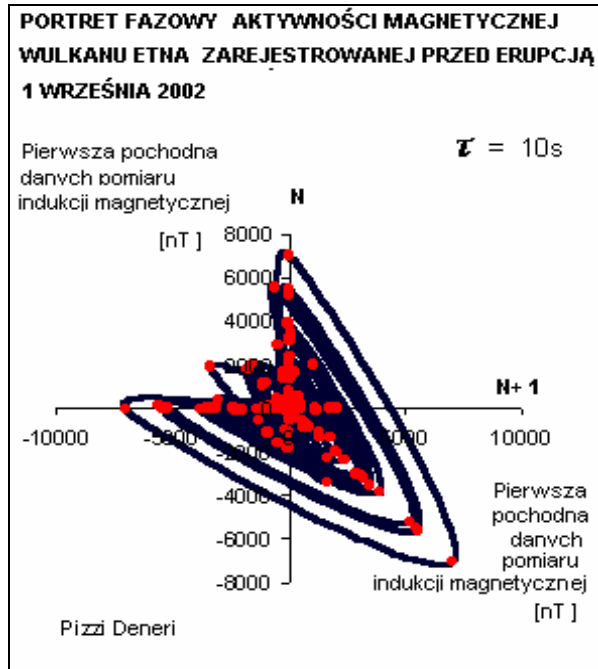 PORTRET FAZOWY AKTYWNOŚCI MAGNETYCZNEJ
WULKANU ETNA ZAREJESTROWANEJ PRZED ERUPCJĄ
1 WRZEŚNIA 2002
Pierwsza pochodna
danych pomiaru
indukcji magnetycznej
[nT ]
τ = 10s
N
8000
6000
4000
N+ 1
-10000
10000
-4000
-6000
-8000
Pierwsza
pochodna
danych
pomiaru
indukcji magnetycznej
[nT ]
Pizzi Deneri